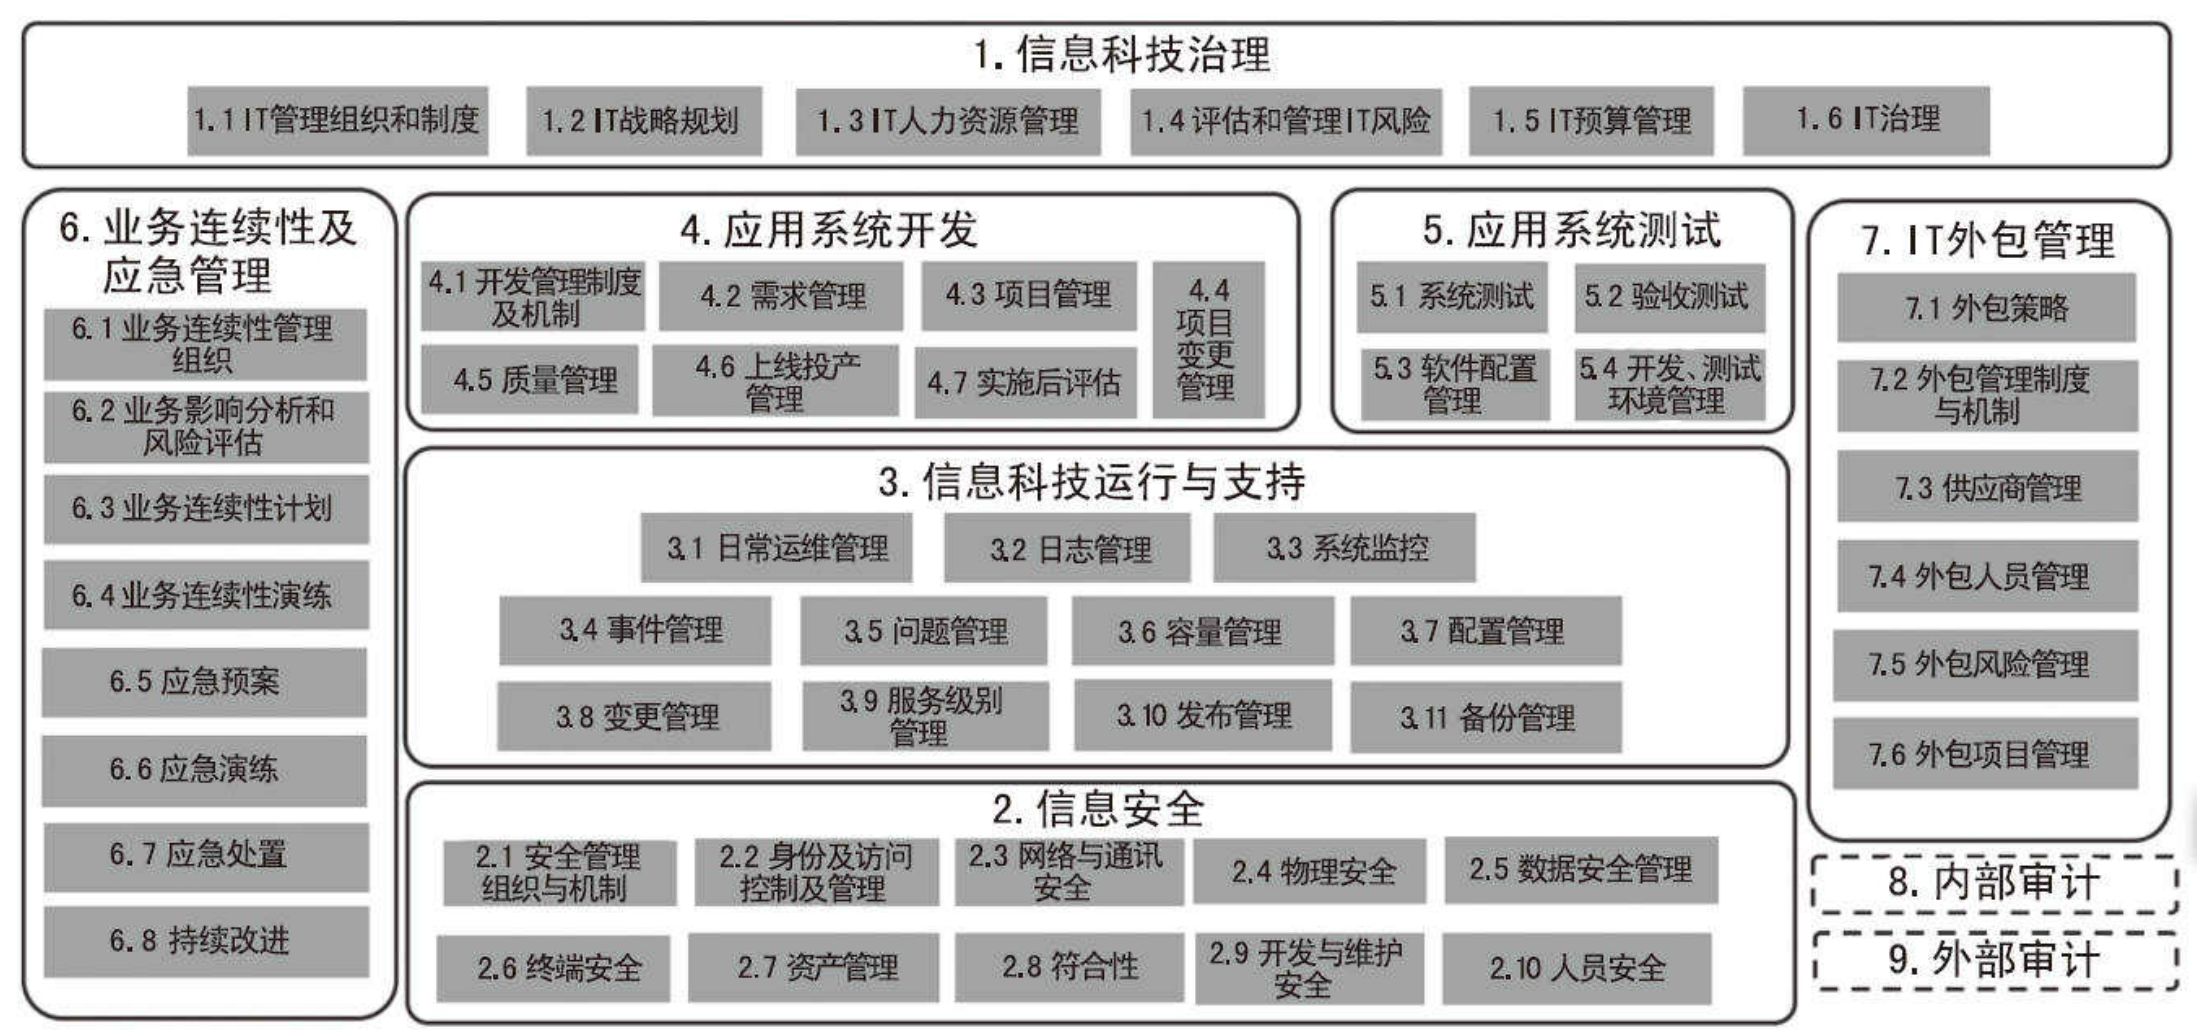 1. 信息科技治理
1.1 IT管理组织和制度
1.2 IT战略规划
1.3 IT人力资源管理
1.4 评估和管理IT风险
1.5 IT预算管理
1.6 IT治理
6. 业务连续性及
应急管理
6.1 业务连续性管理
组织
6.2 业务影响分析和
风险评估
6.3 业务连续性计划
6.4 业务连续性演练
6.5 应急预案
6.6 应急演练
6.7 应急处置
6.8 持续改进
4. 应用系统开发
4.1 开发管理制度
及机制
4.2 需求管理
4.3 项目管理
4.4
项目
变更
管理
4.5 质量管理
4.6 上线投产
管理
4.7 实施后评估
5. 应用系统测试
5.1 系统测试
5.2 验收测试
5.3 软件配置
管理
5.4 开发、测试
环境管理
3. 信息科技运行与支持
3.1 日常运维管理
3.2 日志管理
3.3 系统监控
3.4 事件管理
3.5 问题管理
3.6 容量管理
3.7 配置管理
3.8 变更管理
3.9 服务级别
管理
3.10 发布管理
3.11 备份管理
2. 信息安全
2.1 安全管理
组织与机制
2.2 身份及访问
控制及管理
2.3 网络与通讯
安全
2.4 物理安全
2.5 数据安全管理
2.6 终端安全
2.7 资产管理
2.8 符合性
2.9 开发与维护
安全
2.10 人员安全
7. IT外包管理
7.1 外包策略
7.2 外包管理制度
与机制
7.3 供应商管理
7.4 外包人员管理
7.5 外包风险管理
7.6 外包项目管理
8. 内部审计
9. 外部审计